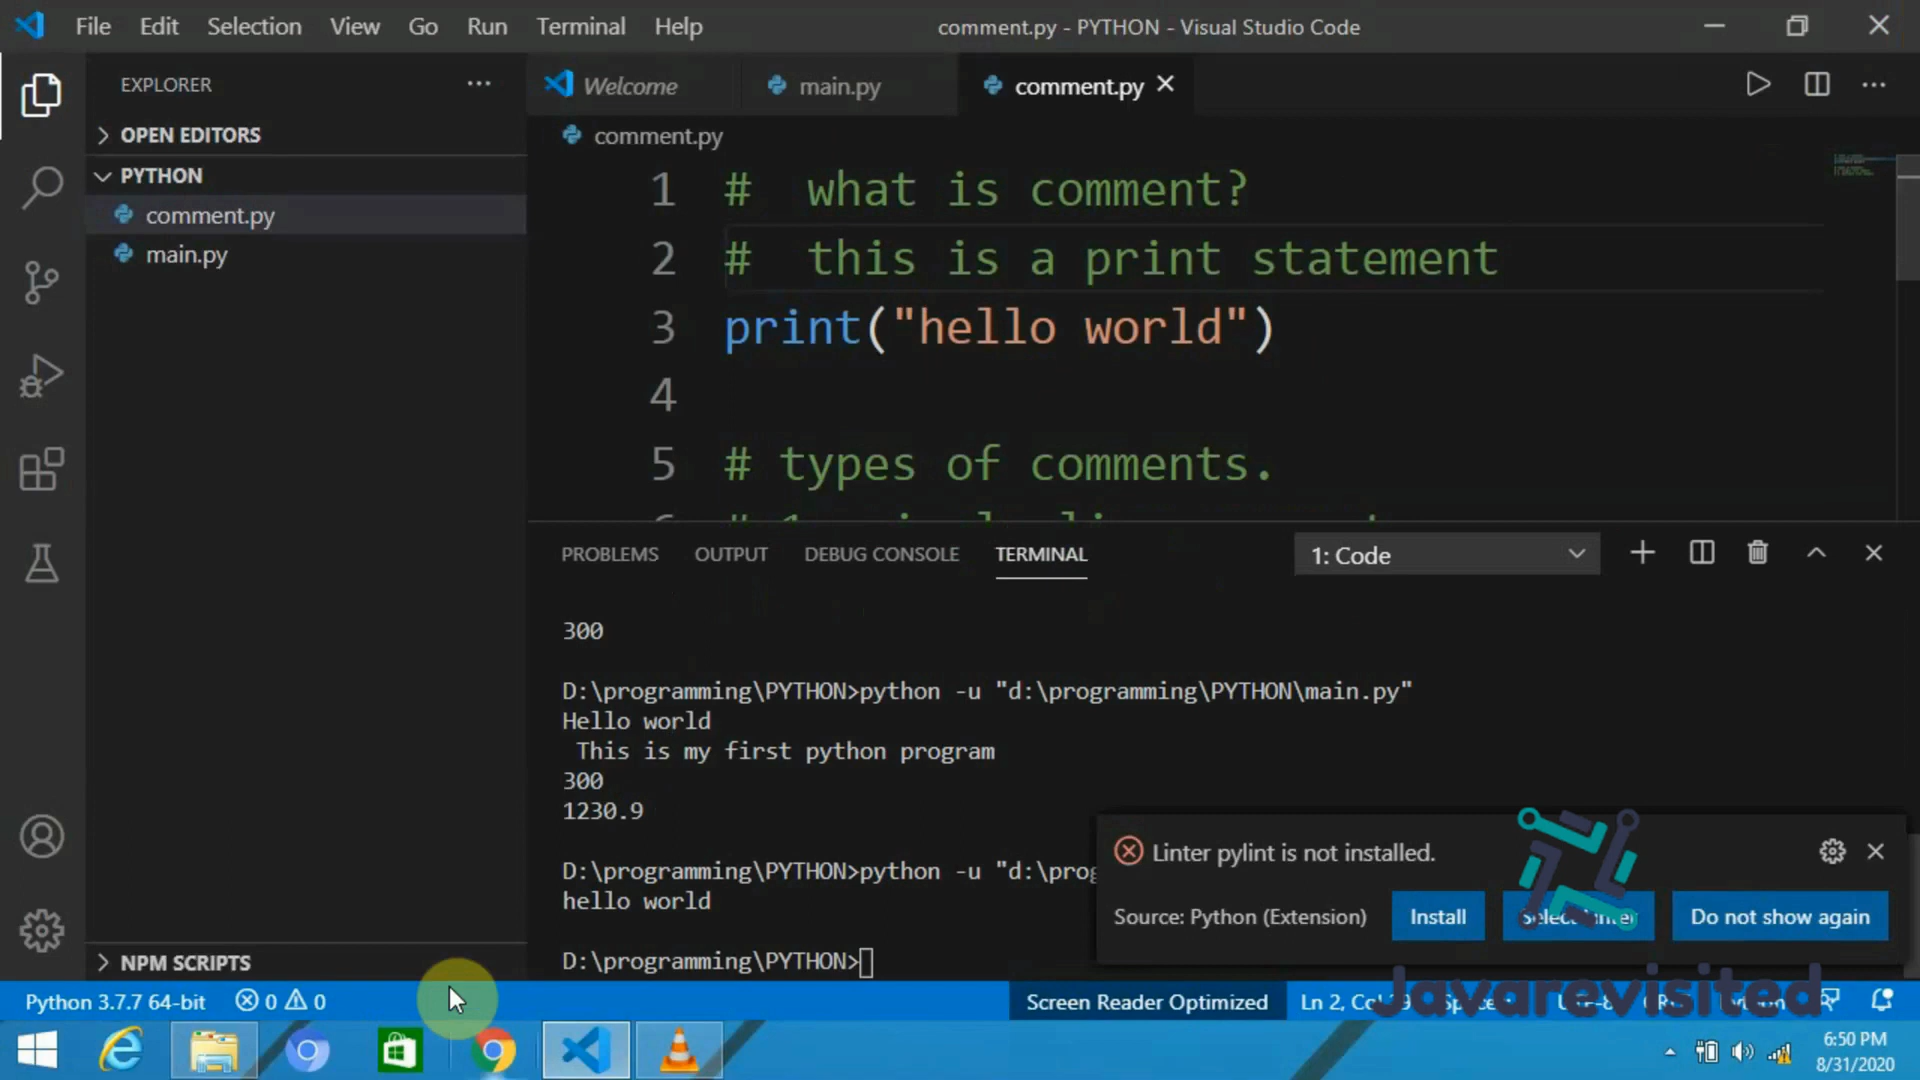 File Edit Selection View Go Run Terminal Help comment.py - PYTHON - Visual Studio Code
EXPLORER
Welcome main.py comment.py
OPEN EDITORS
comment.py
PYTHON
comment.py
main.py
1 # what is comment?
2 # this is a print statement
3 print("hello world")
4
5 # types of comments.
PROBLEMS OUTPUT DEBUG CONSOLE TERMINAL 1: Code
300
D:\programming\PYTHON>python -u "d:\programming\PYTHON\main.py"
Hello world
This is my first python program
300
1230.9
D:\programming\PYTHON>python -u "d:\prog
hello world
D:\programming\PYTHON>
Linter pylint is not installed.
Source: Python (Extension) Install Select Linter Do not show again
NPM SCRIPTS
Javarevisited
Python 3.7.7 64-bit 0 0 Screen Reader Optimized Ln 2,
6:50 PM
8/31/2020